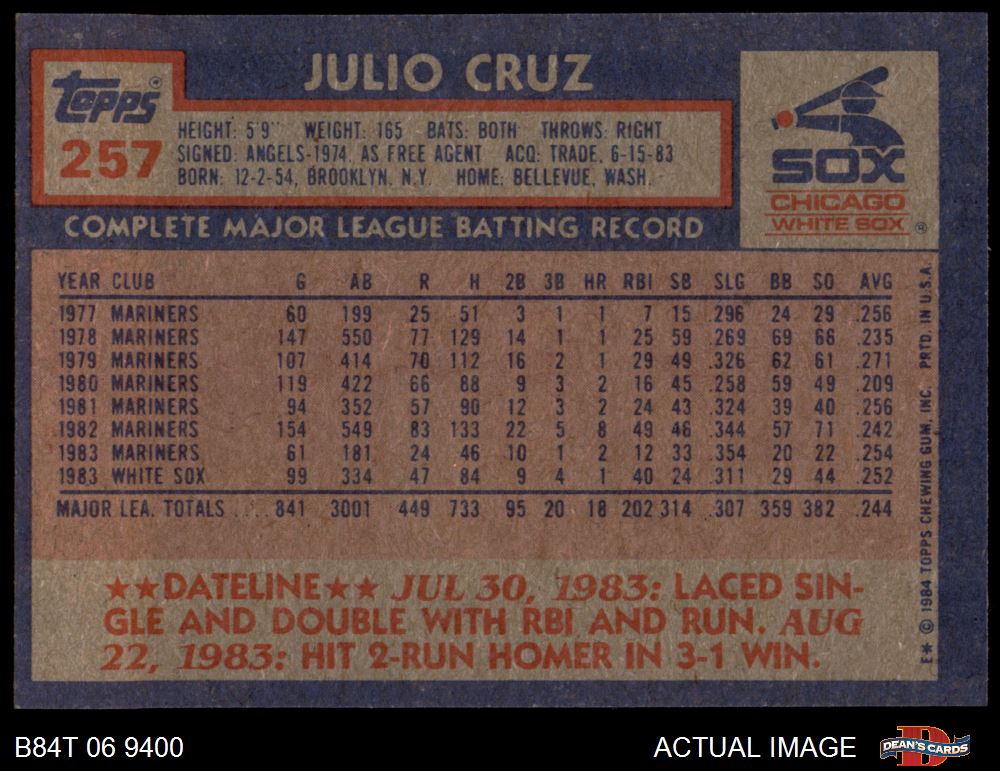 JULIO CRUZ
Topps®
257
HEIGHT: 5'9" WEIGHT: 165 BATS: BOTH THROWS: RIGHT
SIGNED: ANGELS-1974, AS FREE AGENT ACQ: TRADE, 6-15-83
BORN: 12-2-54, BROOKLYN, N.Y. HOME: BELLEVUE, WASH.
SOX
CHICAGO
WHITE SOX ®
COMPLETE MAJOR LEAGUE BATTING RECORD
YEAR CLUB G AB R H 2B 3B HR RBI SB SLG BB SO AVG
1977 MARINERS 60 199 25 51 3 1 1 7 15 .296 24 29 .256
1978 MARINERS 147 550 77 129 14 1 1 25 59 .269 69 66 .235
1979 MARINERS 107 414 70 112 16 2 1 29 49 .326 62 61 .271
1980 MARINERS 119 422 66 88 9 3 2 16 45 .258 59 49 .209
1981 MARINERS 94 352 57 90 12 3 2 24 43 .324 39 40 .256
1982 MARINERS 154 549 83 133 22 5 8 49 46 .344 57 71 .242
1983 MARINERS 61 181 24 46 10 1 2 12 33 .354 20 22 .254
1983 WHITE SOX 99 334 47 84 9 4 1 40 24 .311 29 44 .252
MAJOR LEA. TOTALS .... 841 3001 449 733 95 20 18 202 314 .307 359 382 .244
★★DATELINE★★ JUL 30, 1983: LACED SIN-
GLE AND DOUBLE WITH RBI AND RUN. AUG
22, 1983: HIT 2-RUN HOMER IN 3-1 WIN.
E* © 1984 TOPPS CHEWING GUM, INC. PRTD. IN U.S.A.
B84T 06 9400
ACTUAL IMAGE
D
DEAN'S CARDS